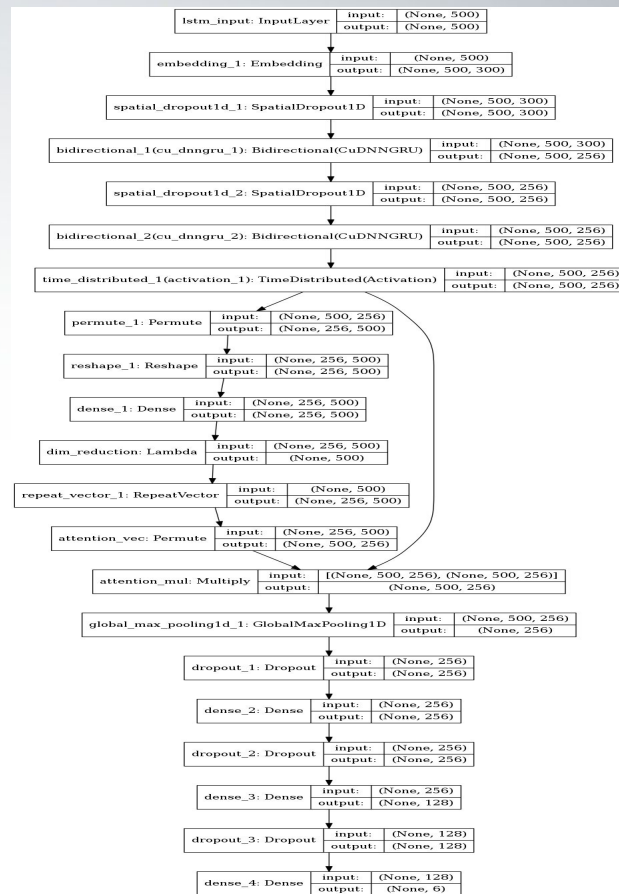 lstm_input: InputLayer input: (None, 500)
output: (None, 500)
embedding_1: Embedding input: (None, 500)
output: (None, 500, 300)
spatial_dropout1d_1: SpatialDropout1D input: (None, 500, 300)
output: (None, 500, 300)
bidirectional_1(cu_dnngru_1): Bidirectional(CuDNNGRU) input: (None, 500, 300)
output: (None, 500, 256)
spatial_dropout1d_2: SpatialDropout1D input: (None, 500, 256)
output: (None, 500, 256)
bidirectional_2(cu_dnngru_2): Bidirectional(CuDNNGRU) input: (None, 500, 256)
output: (None, 500, 256)
time_distributed_1(activation_1): TimeDistributed(Activation) input: (None, 500, 256)
output: (None, 500, 256)
permute_1: Permute input: (None, 500, 256)
output: (None, 256, 500)
reshape_1: Reshape input: (None, 256, 500)
output: (None, 256, 500)
dense_1: Dense input: (None, 256, 500)
output: (None, 256, 500)
dim_reduction: Lambda input: (None, 256, 500)
output: (None, 500)
repeat_vector_1: RepeatVector input: (None, 500)
output: (None, 256, 500)
attention_vec: Permute input: (None, 256, 500)
output: (None, 500, 256)
attention_mul: Multiply input: [(None, 500, 256), (None, 500, 256)]
output: (None, 500, 256)
global_max_pooling1d_1: GlobalMaxPooling1D input: (None, 500, 256)
output: (None, 256)
dropout_1: Dropout input: (None, 256)
output: (None, 256)
dense_2: Dense input: (None, 256)
output: (None, 256)
dropout_2: Dropout input: (None, 256)
output: (None, 256)
dense_3: Dense input: (None, 256)
output: (None, 128)
dropout_3: Dropout input: (None, 128)
output: (None, 128)
dense_4: Dense input: (None, 128)
output: (None, 6)